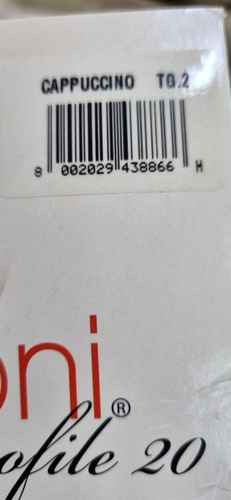 CAPPUCCINO TG.2
8 002029 438866 H
oni®
ofile 20